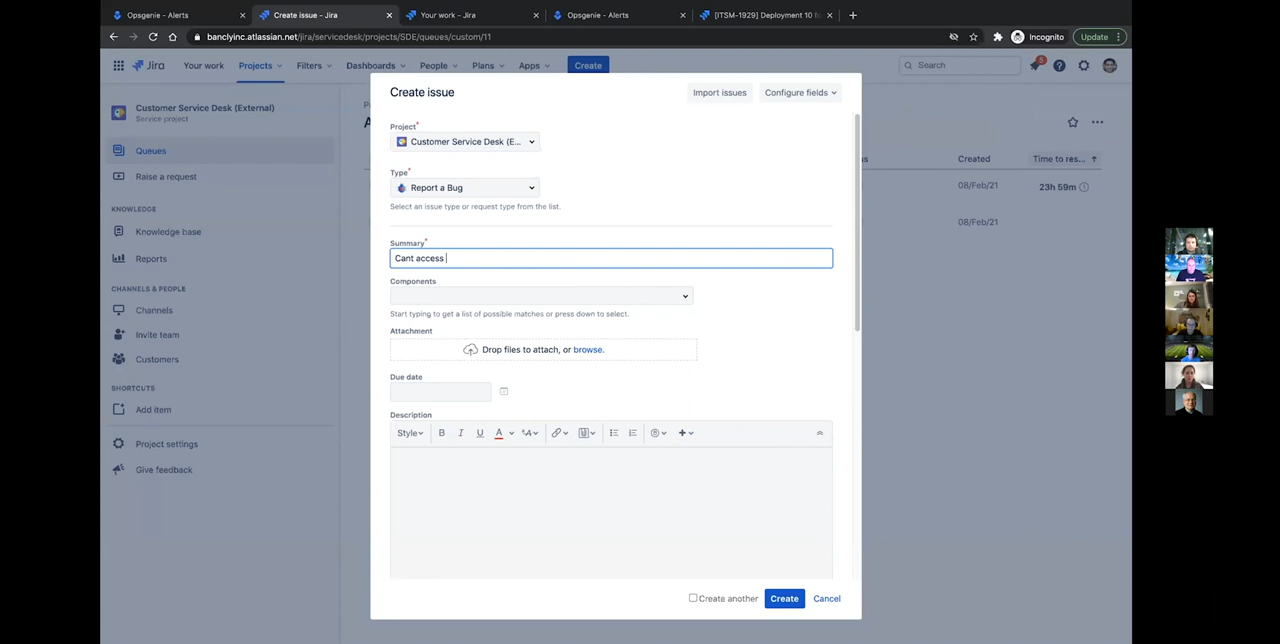 Opsgenie - Alerts
Create issue - Jira
Your work - Jira
Opsgenie - Alerts
[ITSM-1929] Deployment 10 f
banclyinc.atlassian.net/jira/servicedesk/projects/SDE/queues/custom/11
Incognito
Update
Jira
Your work
Projects
Filters
Dashboards
People
Plans
Apps
Create
Search
5
Customer Service Desk (External)
Service project
Queues
Raise a request
KNOWLEDGE
Knowledge base
Reports
CHANNELS & PEOPLE
Channels
Invite team
Customers
SHORTCUTS
Add item
Project settings
Give feedback
Create issue
Import issues
Configure fields
Project*
Customer Service Desk (E...
Type*
Report a Bug
Select an issue type or request type from the list.
Summary*
Cant access
Components
Start typing to get a list of possible matches or press down to select.
Attachment
Drop files to attach, or browse.
Due date
Description
Style
B I U A
Create another
Create
Cancel
Created
Time to res...
08/Feb/21
23h 59m
08/Feb/21